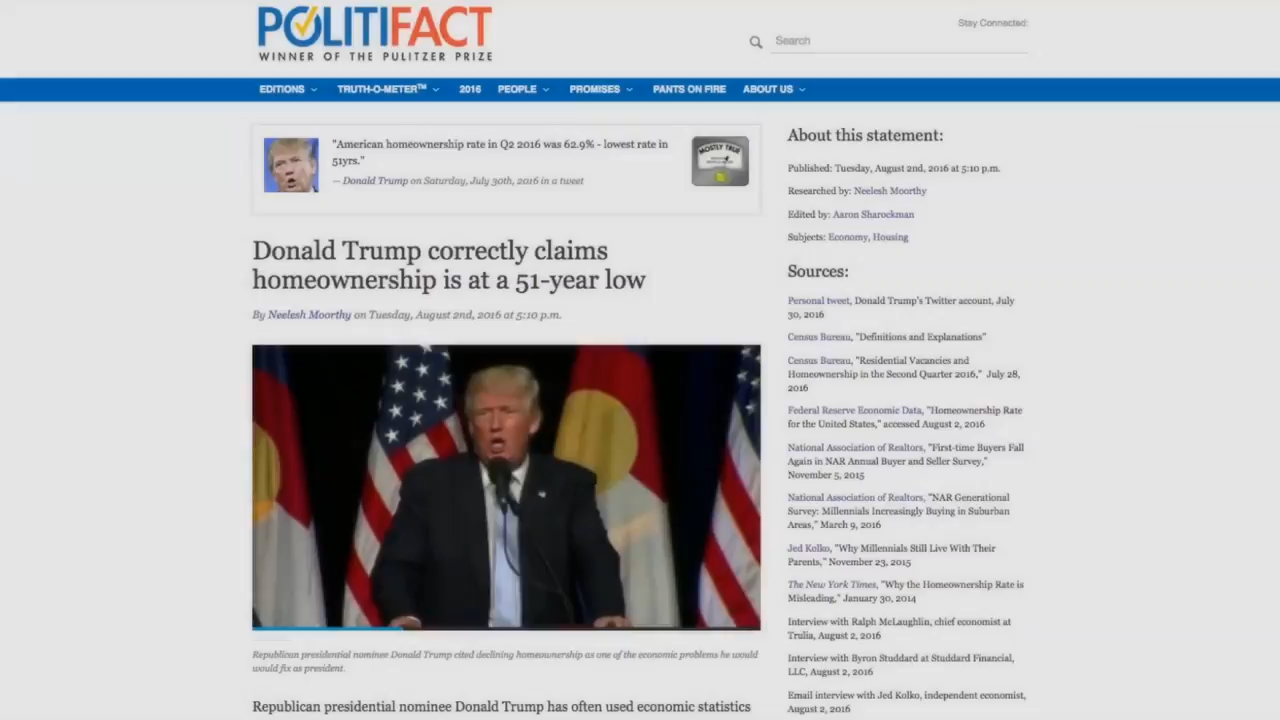 POLITIFACT
WINNER OF THE PULITZER PRIZE
Stay Connected:
Search
EDITIONS TRUTH-O-METER™ 2016 PEOPLE PROMISES PANTS ON FIRE ABOUT US
"American homeownership rate in Q2 2016 was 62.9% - lowest rate in
51yrs."
— Donald Trump on Saturday, July 30th, 2016 in a tweet
MOSTLY TRUE
Donald Trump correctly claims
homeownership is at a 51-year low
By Neelesh Moorthy on Tuesday, August 2nd, 2016 at 5:10 p.m.
Republican presidential nominee Donald Trump cited declining homeownership as one of the economic problems he would
would fix as president.
Republican presidential nominee Donald Trump has often used economic statistics
About this statement:
Published: Tuesday, August 2nd, 2016 at 5:10 p.m.
Researched by: Neelesh Moorthy
Edited by: Aaron Sharockman
Subjects: Economy, Housing
Sources:
Personal tweet, Donald Trump's Twitter account, July
30, 2016
Census Bureau, "Definitions and Explanations"
Census Bureau, "Residential Vacancies and
Homeownership in the Second Quarter 2016," July 28,
2016
Federal Reserve Economic Data, "Homeownership Rate
for the United States," accessed August 2, 2016
National Association of Realtors, "First-time Buyers Fall
Again in NAR Annual Buyer and Seller Survey,"
November 5, 2015
National Association of Realtors, "NAR Generational
Survey: Millennials Increasingly Buying in Suburban
Areas," March 9, 2016
Jed Kolko, "Why Millennials Still Live With Their
Parents," November 23, 2015
The New York Times, "Why the Homeownership Rate is
Misleading," January 30, 2014
Interview with Ralph McLaughlin, chief economist at
Trulia, August 2, 2016
Interview with Byron Studdard at Studdard Financial,
LLC, August 2, 2016
Email interview with Jed Kolko, independent economist,
August 2, 2016